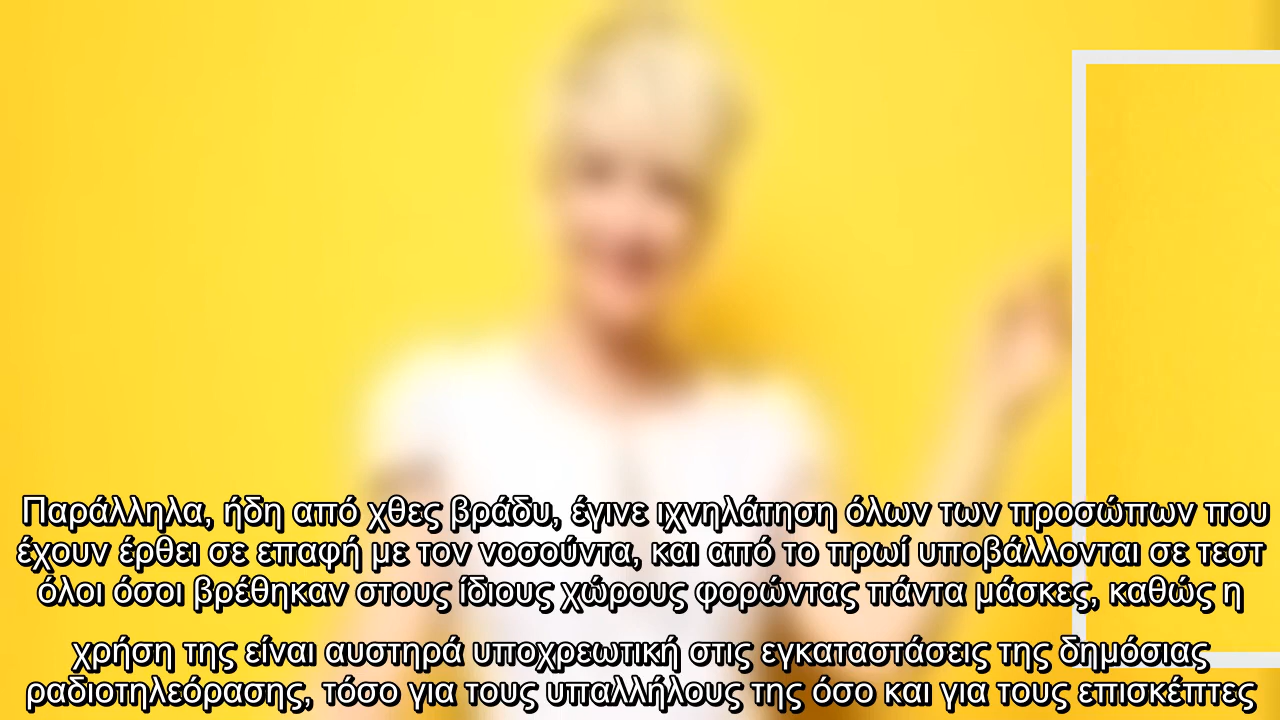 Παράλληλα, ήδη από χθες βράδυ, έγινε ιχνηλάτηση όλων των προσώπων που
έχουν έρθει σε επαφή με τον νοσούντα, και από το πρωί υποβάλλονται σε τεστ
όλοι όσοι βρέθηκαν στους ίδιους χώρους φορώντας πάντα μάσκες, καθώς η
χρήση της είναι αυστηρά υποχρεωτική στις εγκαταστάσεις της δημόσιας
ραδιοτηλεόρασης, τόσο για τους υπαλλήλους της όσο και για τους επισκέπτες